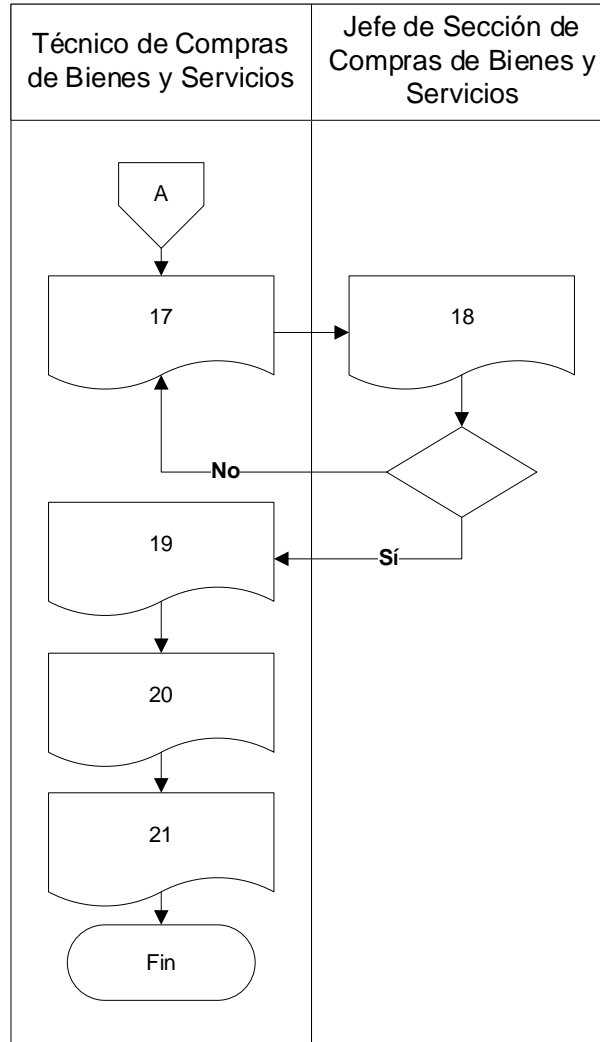 Técnico de Compras
de Bienes y Servicios
Jefe de Sección de
Compras de Bienes y
Servicios
A
17
18
No
19
Sí
20
21
Fin